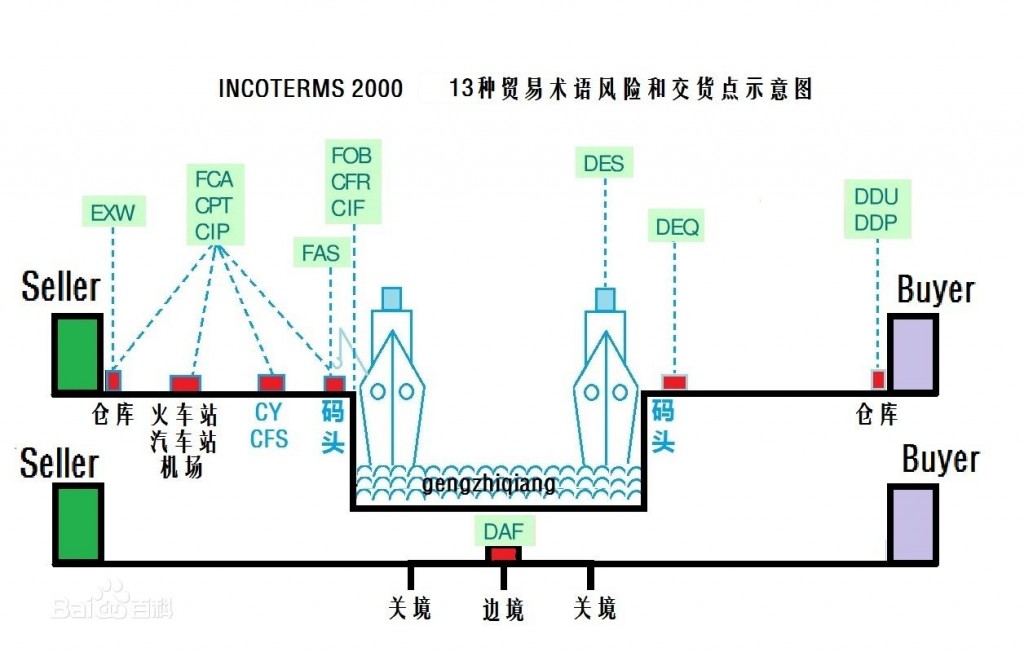 INCOTERMS 2000 13种贸易术语风险和交货点示意图
EXW
FCA
CPT
CIP
FOB
CFR
CIF
FAS
DES
DEQ
DDU
DDP
Seller
Buyer
仓库
火车站
汽车站
机场
CY
CFS
码
头
码
头
仓库
gengzhiqiang
Seller
Buyer
DAF
关境
边境
关境
Baidu百科